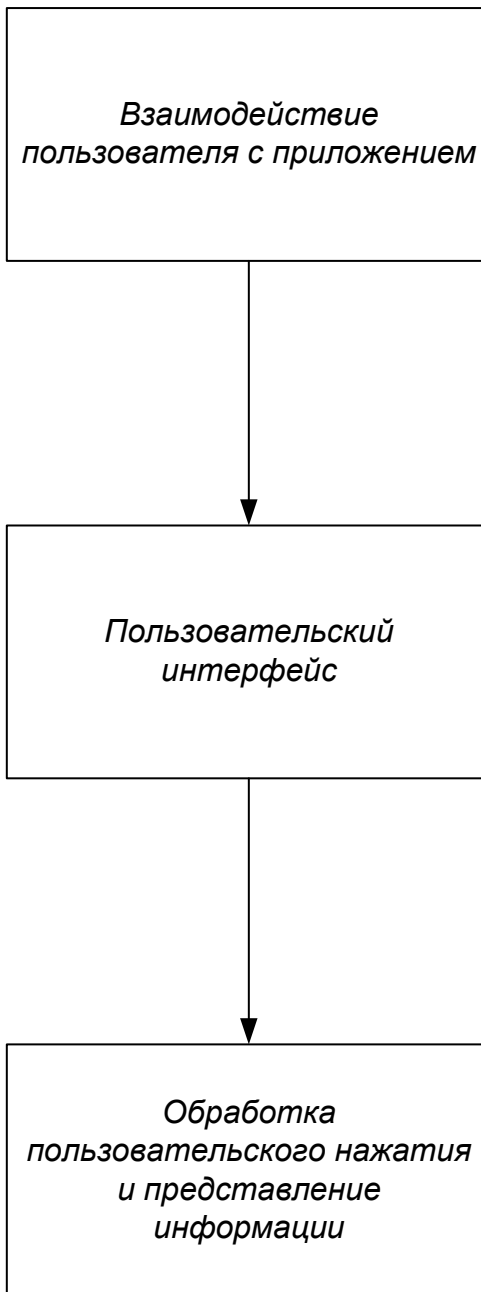 Взаимодействие
пользователя с приложением
Пользовательский
интерфейс
Обработка
пользовательского нажатия
и представление
информации